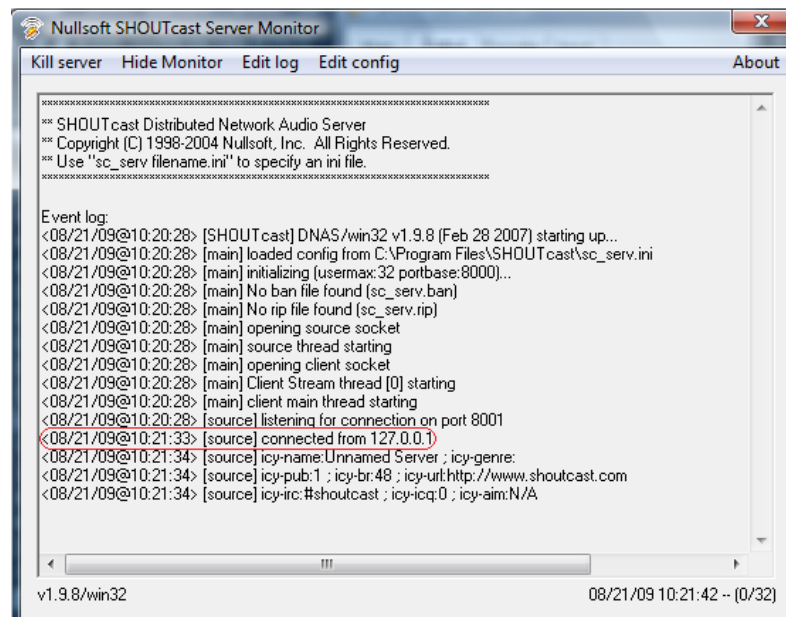 Nullsoft SHOUTcast Server Monitor
Kill server Hide Monitor Edit log Edit config About
** SHOUTcast Distributed Network Audio Server
** Copyright (C) 1998-2004 Nullsoft, Inc. All Rights Reserved.
** Use "sc_serv filename.ini" to specify an ini file.
Event log:
<08/21/09@10:20:28> [SHOUTcast] DNAS/win32 v1.9.8 (Feb 28 2007) starting up...
<08/21/09@10:20:28> [main] loaded config from C:\Program Files\SHOUTcast\sc_serv.ini
<08/21/09@10:20:28> [main] initializing (usermax:32 portbase:8000)...
<08/21/09@10:20:28> [main] No ban file found (sc_serv.ban)
<08/21/09@10:20:28> [main] No rip file found (sc_serv.rip)
<08/21/09@10:20:28> [main] opening source socket
<08/21/09@10:20:28> [main] source thread starting
<08/21/09@10:20:28> [main] opening client socket
<08/21/09@10:20:28> [main] Client Stream thread [0] starting
<08/21/09@10:20:28> [main] client main thread starting
<08/21/09@10:20:28> [source] listening for connection on port 8001
<08/21/09@10:21:33> [source] connected from 127.0.0.1
<08/21/09@10:21:34> [source] icy-name:Unnamed Server ; icy-genre:
<08/21/09@10:21:34> [source] icy-pub:1 ; icy-br:48 ; icy-url:http://www.shoutcast.com
<08/21/09@10:21:34> [source] icy-irc:#shoutcast ; icy-icq:0 ; icy-aim:N/A
v1.9.8/win32 08/21/09 10:21:42 -- (0/32)